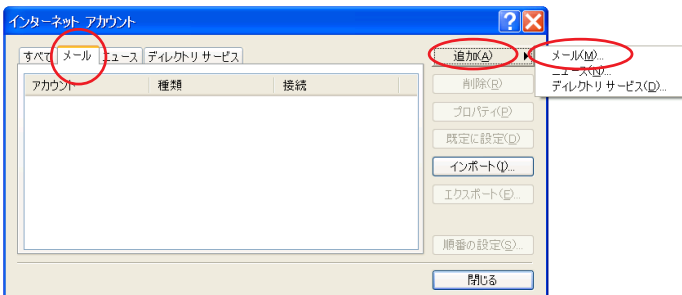 インターネット アカウント
すべて メール ニュース ディレクトリ サービス
アカウント 種類 接続
追加(A)
削除(R)
プロパティ(P)
既定に設定(D)
インポート(I)...
エクスポート(E)...
順番の設定(S)...
閉じる
メール(M)...
ニュース(N)...
ディレクトリ サービス(D)...